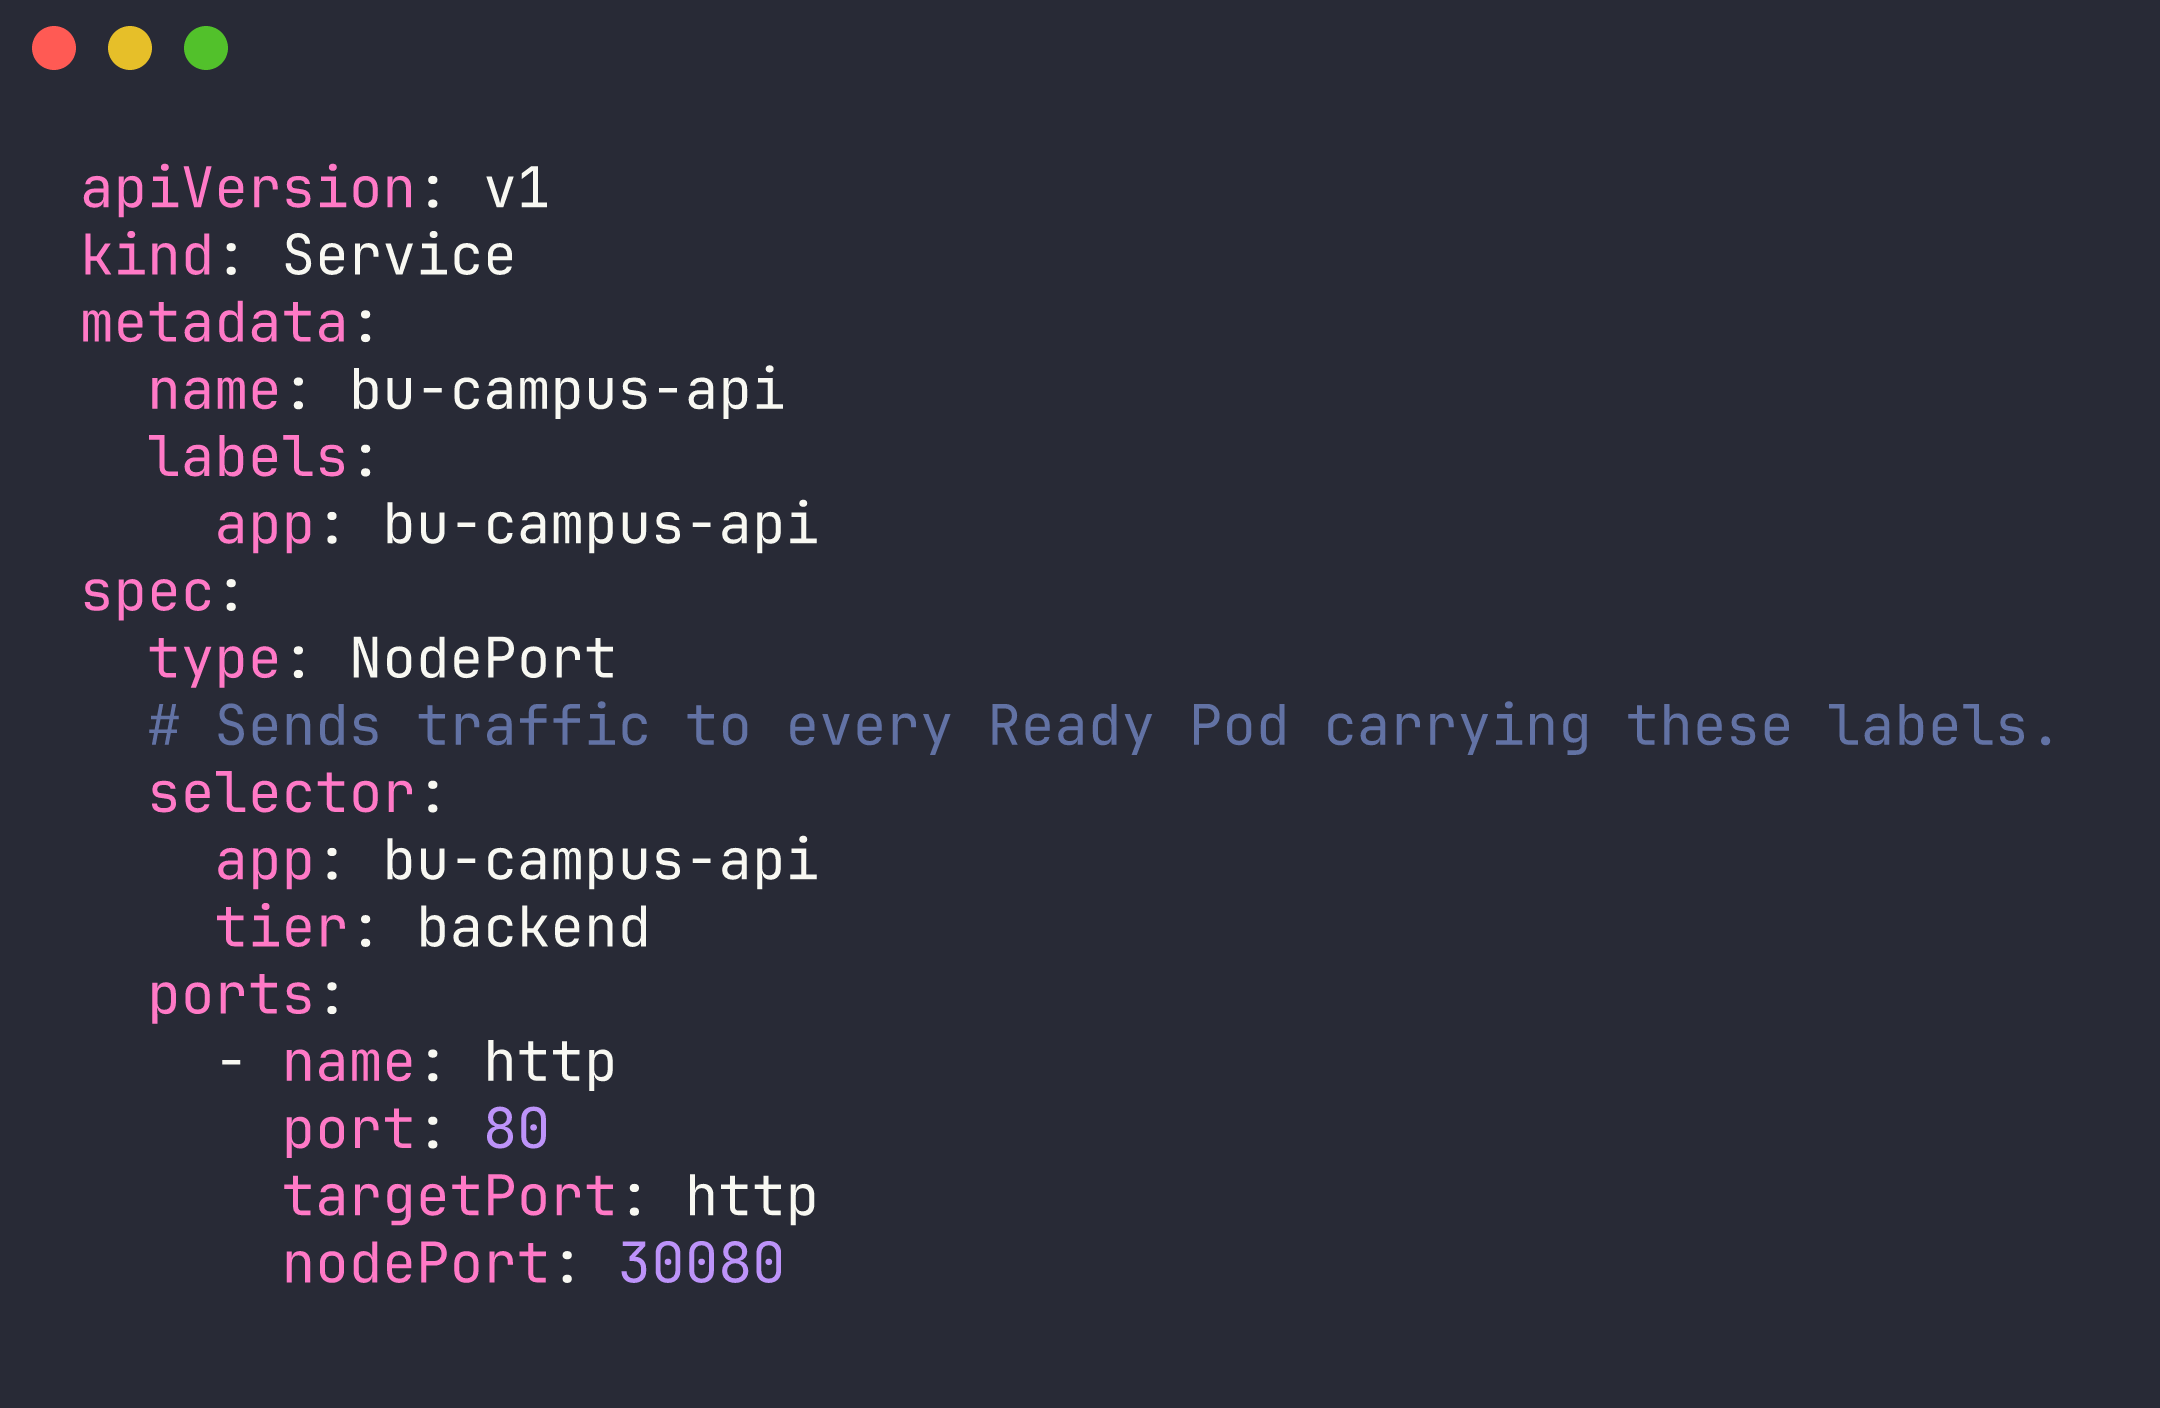 apiVersion: v1
kind: Service
metadata:
  name: bu-campus-api
  labels:
    app: bu-campus-api
spec:
  type: NodePort
  # Sends traffic to every Ready Pod carrying these labels.
  selector:
    app: bu-campus-api
    tier: backend
  ports:
    - name: http
      port: 80
      targetPort: http
      nodePort: 30080